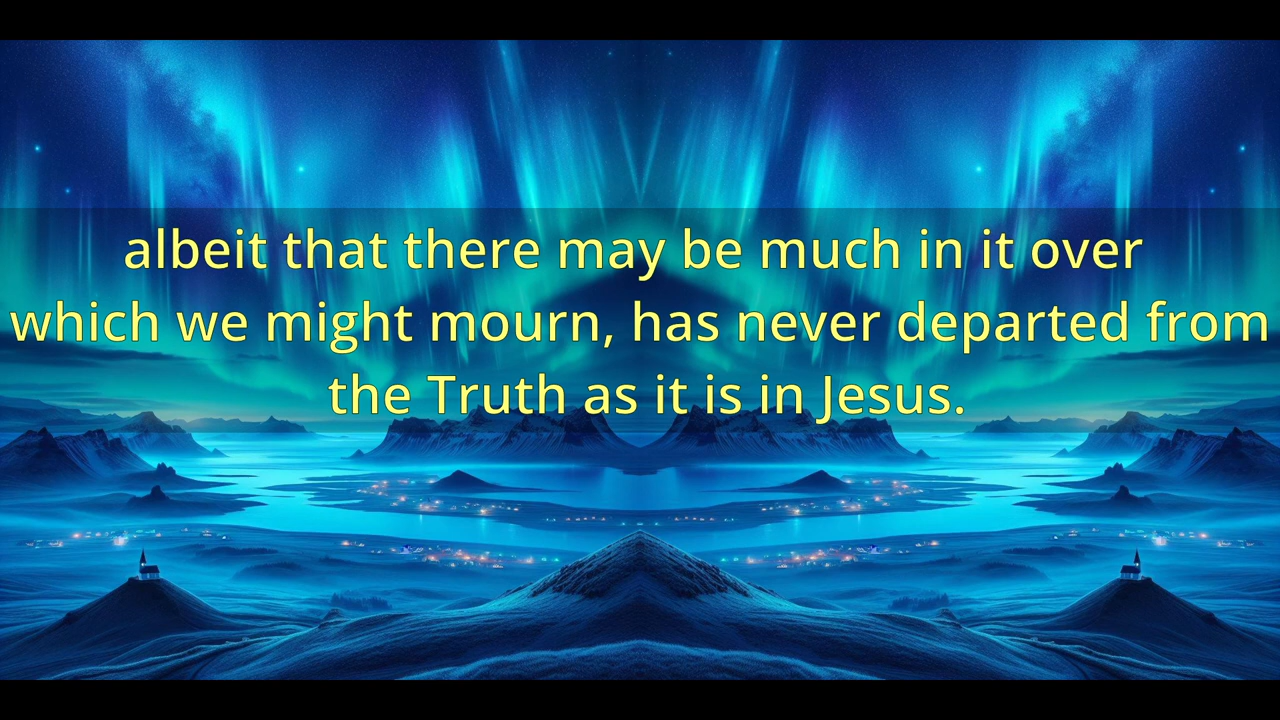 albeit that there may be much in it over
which we might mourn, has never departed from
the Truth as it is in Jesus.